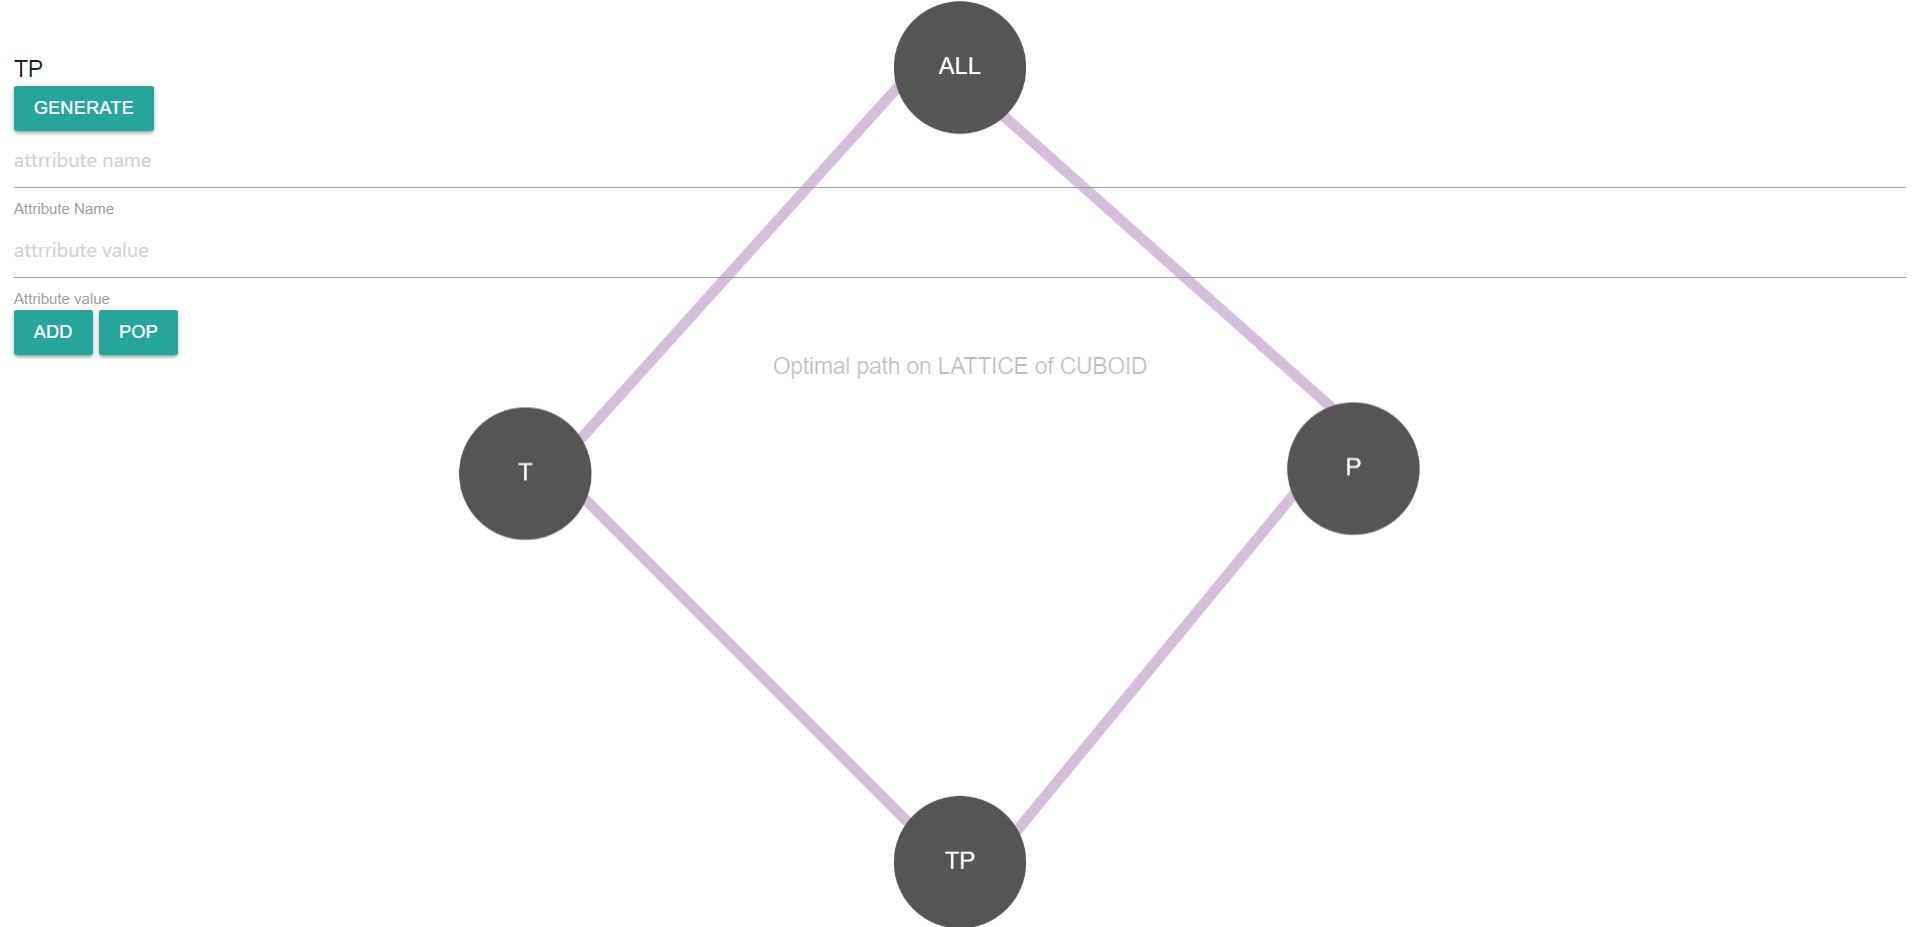 ALL
TP
GENERATE
attrribute name
Attribute Name
attrribute value
Attribute value
ADD POP
Optimal path on LATTICE of CUBOID
T
P
TP